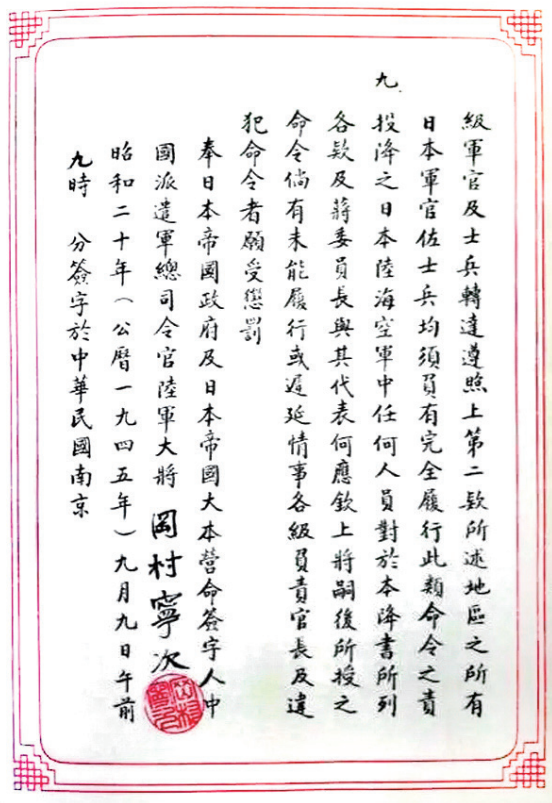 級軍官及士兵轉達遵照上第二欵所述地區之所有
日本軍官佐士兵均須負有完全履行此類命令之責
九、投降之日本陸海空軍中任何人員對於本降書所列
各欵及蔣委員長與其代表何應欽上將嗣後所授之
命令倘有未能履行或遲延情事各級負責官長及違
犯命令者願受懲罰
奉日本帝國政府及日本帝國大本營命簽字人中
國派遣軍總司令官陸軍大將 岡村寧次
昭和二十年(公曆一九四五年)九月九日午前
九時 分簽字於中華民國南京